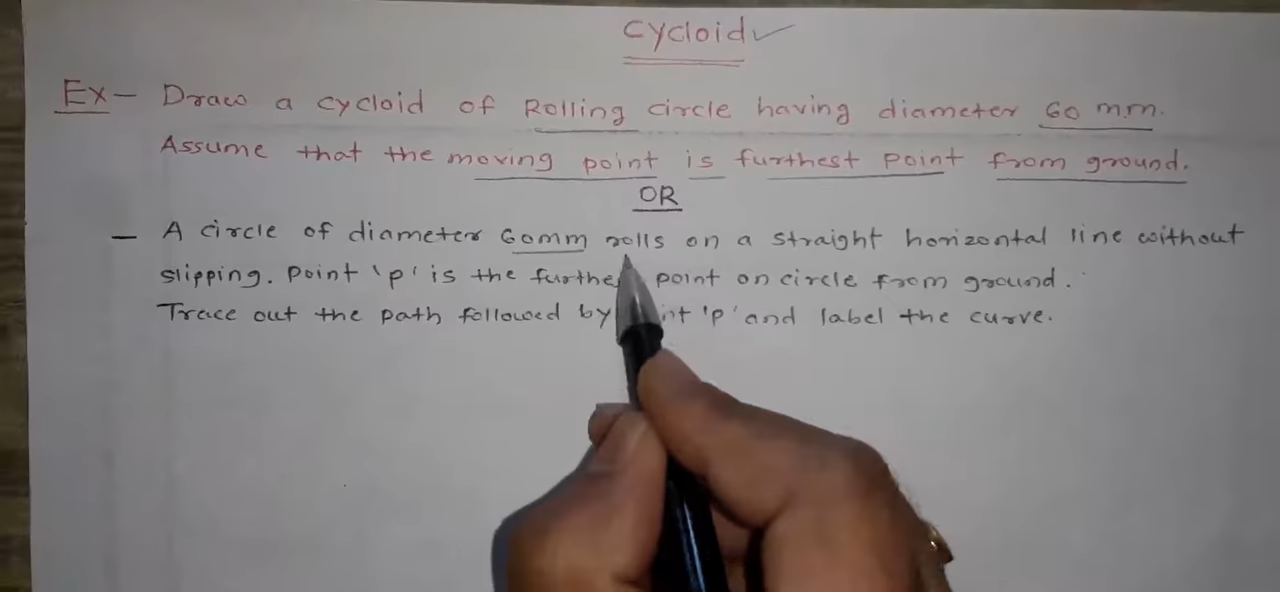 Cycloid
Ex- Draw a cycloid of Rolling circle having diameter 60 mm.
Assume that the moving point is furthest point from ground.
OR
- A circle of diameter 60mm rolls on a straight horizontal line without
slipping. Point 'p' is the point on circle from ground.
Trace out the path followed by 'p' and label the curve.